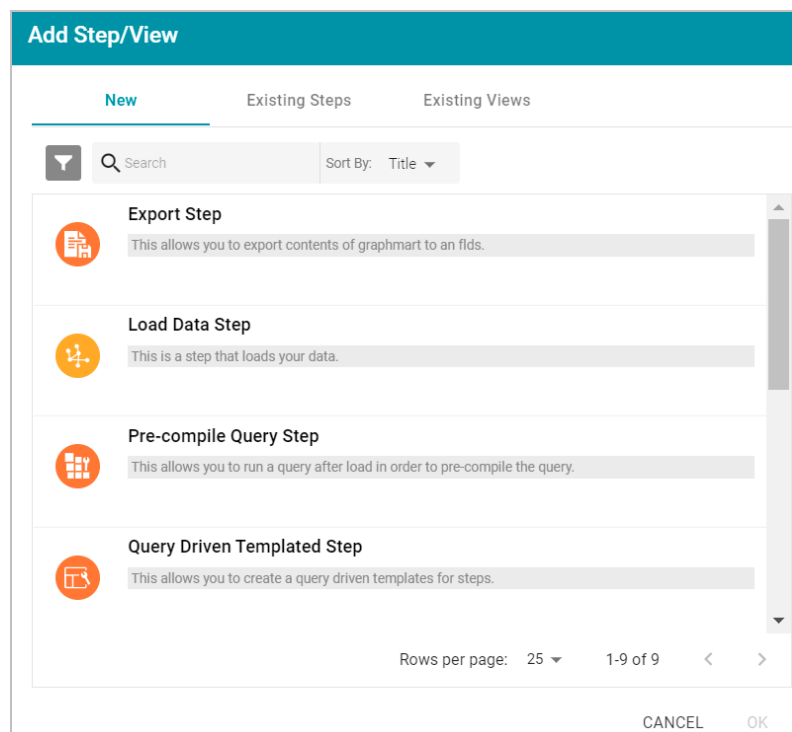 Add Step/View
New Existing Steps Existing Views
Search Sort By: Title
Export Step
This allows you to export contents of graphmart to an flds.
Load Data Step
This is a step that loads your data.
Pre-compile Query Step
This allows you to run a query after load in order to pre-compile the query.
Query Driven Templated Step
This allows you to create a query driven templates for steps.
Rows per page: 25 1-9 of 9
CANCEL OK